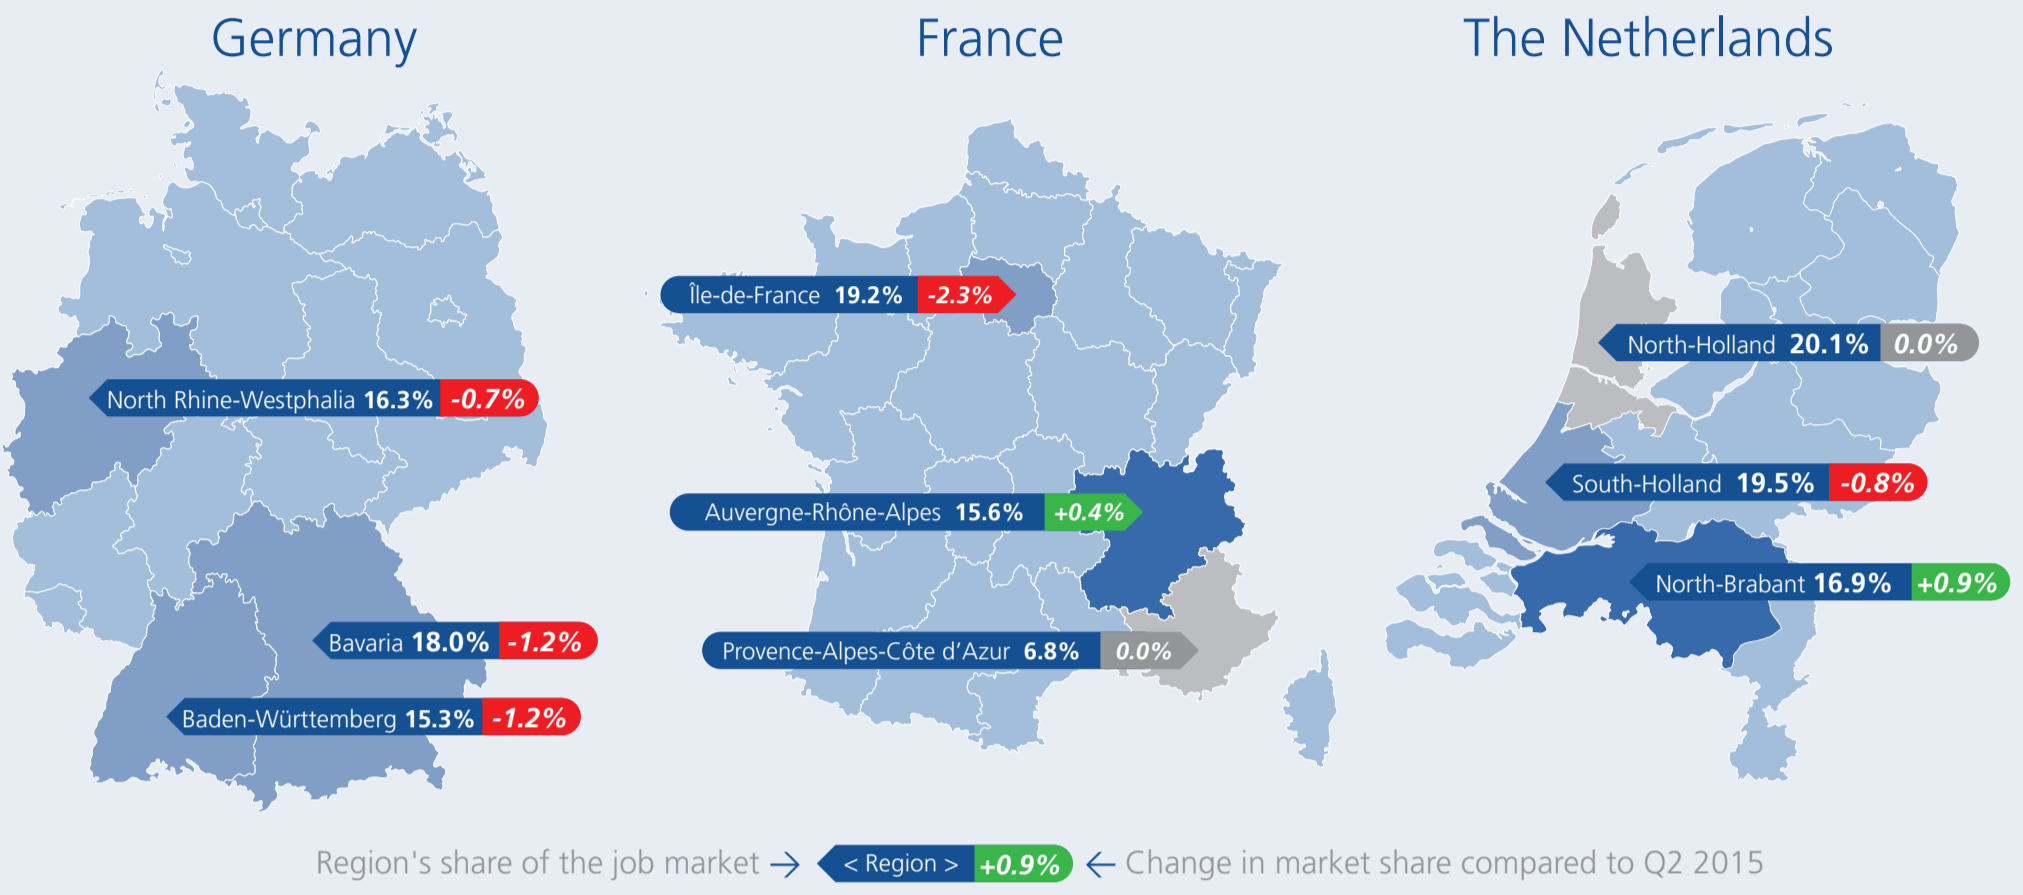 Germany
North Rhine-Westphalia 16.3% -0.7%
Bavaria 18.0% -1.2%
Baden-Württemberg 15.3% -1.2%
France
Île-de-France 19.2% -2.3%
Auvergne-Rhône-Alpes 15.6% +0.4%
Provence-Alpes-Côte d’Azur 6.8% 0.0%
The Netherlands
North-Holland 20.1% 0.0%
South-Holland 19.5% -0.8%
North-Brabant 16.9% +0.9%
Region's share of the job market → < Region > +0.9% ← Change in market share compared to Q2 2015